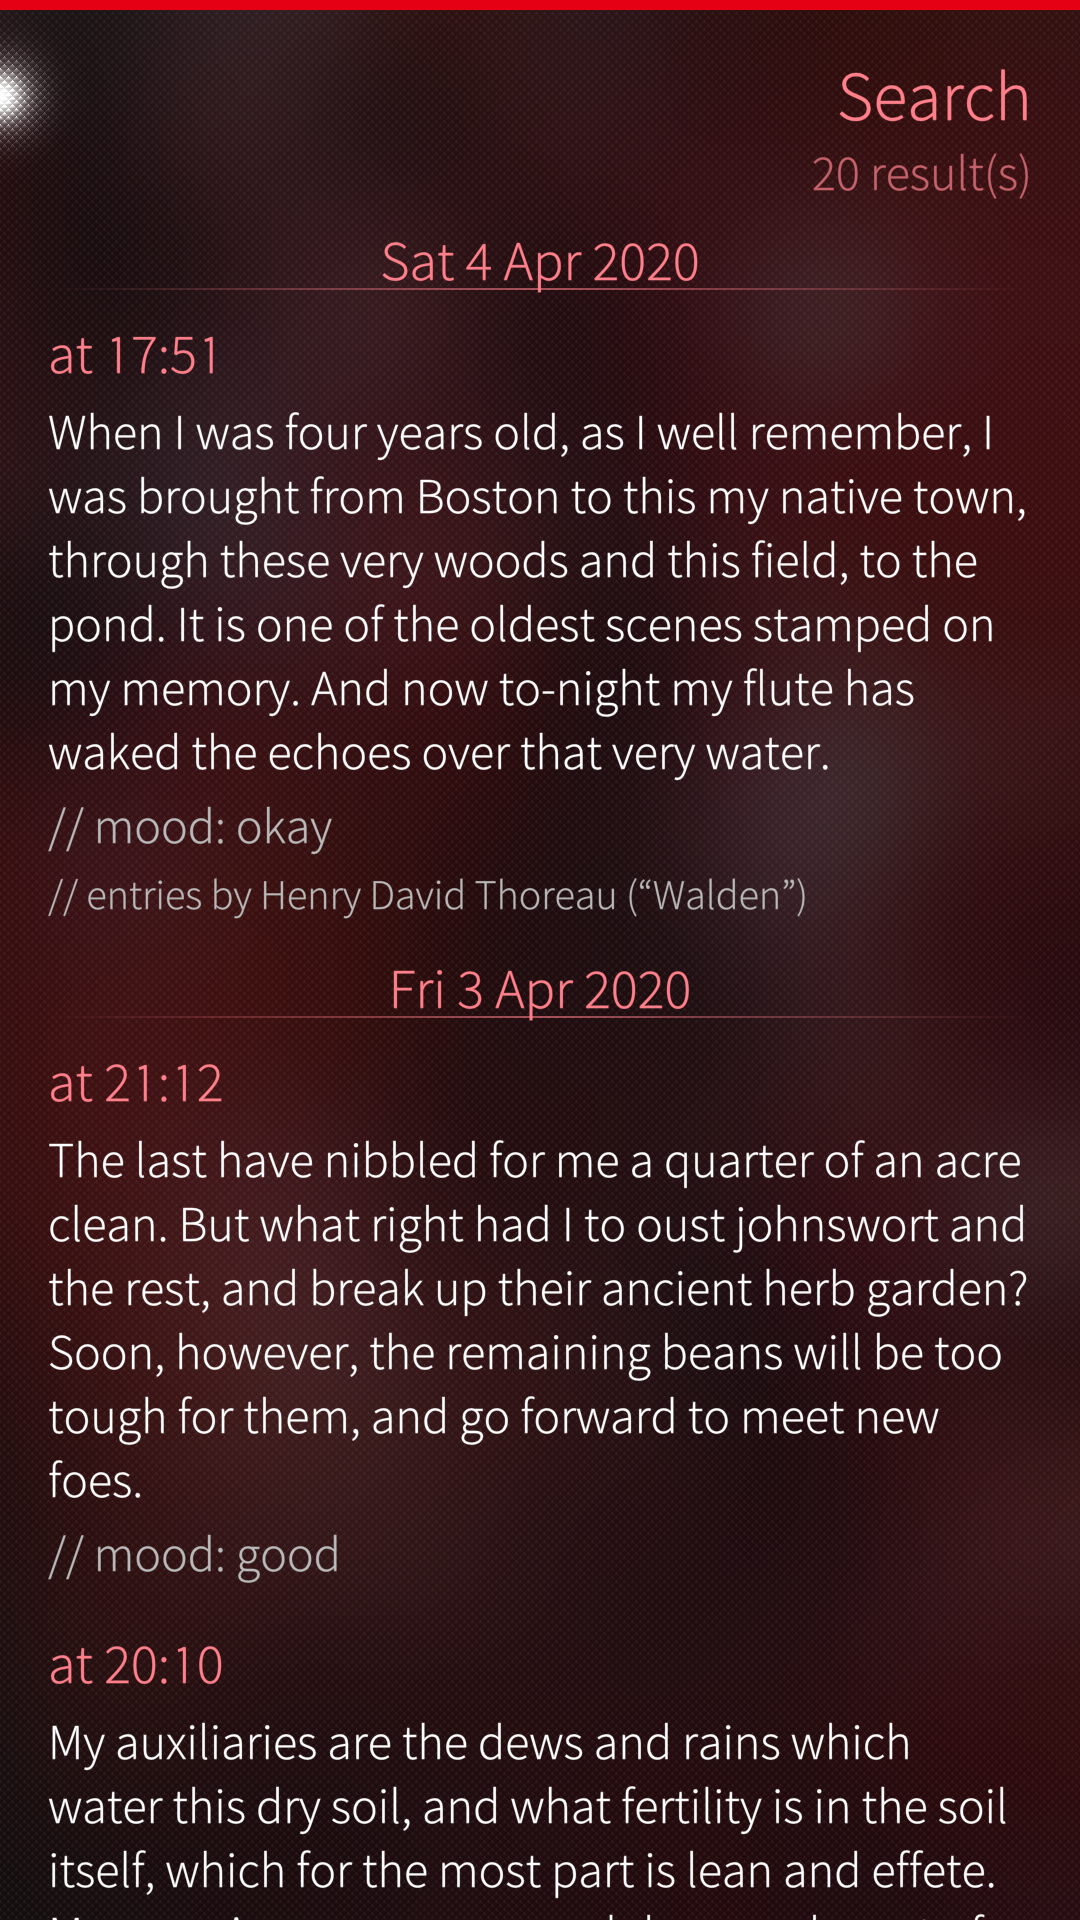 Search
20 result(s)
Sat 4 Apr 2020
at 17:51
When I was four years old, as I well remember, I
was brought from Boston to this my native town,
through these very woods and this field, to the
pond. It is one of the oldest scenes stamped on
my memory. And now to-night my flute has
waked the echoes over that very water.
// mood: okay
// entries by Henry David Thoreau (“Walden”)
Fri 3 Apr 2020
at 21:12
The last have nibbled for me a quarter of an acre
clean. But what right had I to oust johnswort and
the rest, and break up their ancient herb garden?
Soon, however, the remaining beans will be too
tough for them, and go forward to meet new
foes.
// mood: good
at 20:10
My auxiliaries are the dews and rains which
water this dry soil, and what fertility is in the soil
itself, which for the most part is lean and effete.